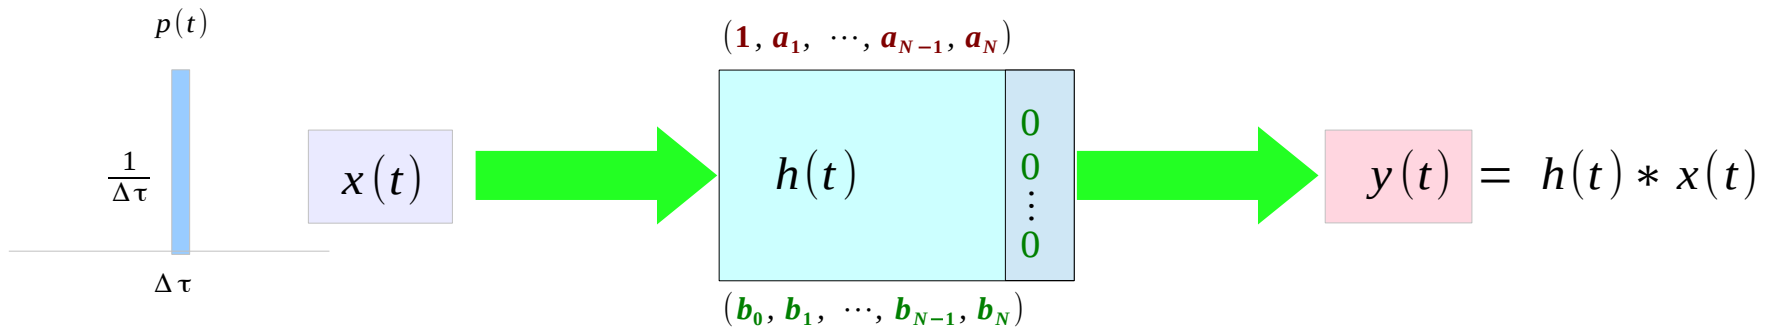 p(t)
1
Δτ
Δτ
x(t)
(1, a₁, ⋯, a_{N−1}, a_N)
h(t)
0
0
⋮
0
(b₀, b₁, ⋯, b_{N−1}, b_N)
y(t) = h(t) ∗ x(t)